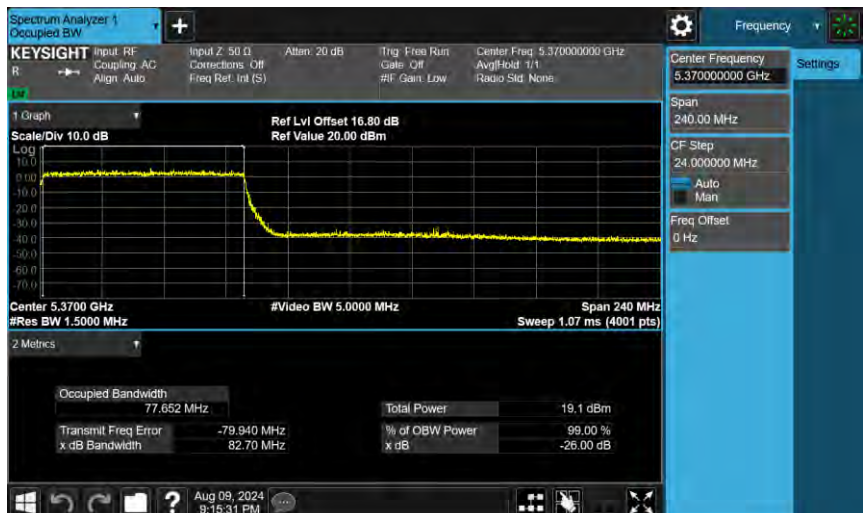 Spectrum Analyzer 1
Occupied BW
+
Frequency
KEYSIGHT
R
Input: RF
Coupling: AC
Align: Auto
Input Z: 50 Ω
Corrections: Off
Freq Ref: Int (S)
Atten: 20 dB
Trig: Free Run
Gate: Off
#IF Gain: Low
Center Freq: 5.370000000 GHz
Avg|Hold: 1/1
Radio Std: None
1 Graph
Scale/Div 10.0 dB
Ref Lvl Offset 16.80 dB
Ref Value 20.00 dBm
Log
10.0
0.00
-10.0
-20.0
-30.0
-40.0
-50.0
-60.0
-70.0
Center 5.3700 GHz
#Res BW 1.5000 MHz
#Video BW 5.0000 MHz
Span 240 MHz
Sweep 1.07 ms (4001 pts)
2 Metrics
Occupied Bandwidth
77.652 MHz
Transmit Freq Error -79.940 MHz
x dB Bandwidth 82.70 MHz
Total Power 19.1 dBm
% of OBW Power 99.00 %
x dB -26.00 dB
Center Frequency
5.370000000 GHz
Settings
Span
240.00 MHz
CF Step
24.000000 MHz
Auto
Man
Freq Offset
0 Hz
?
Aug 09, 2024
9:15:31 PM